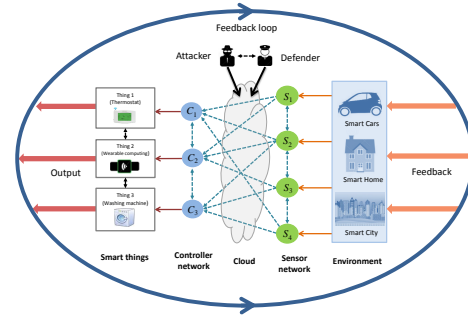 Feedback loop
Attacker
Defender
Thing 1
(Thermostat)
Thing 2
(Wearable computing)
Thing 3
(Washing machine)
C1
C2
C3
S1
S2
S3
S4
Smart Cars
Smart Home
Smart City
Output
Feedback
Smart things
Controller
network
Cloud
Sensor
network
Environment